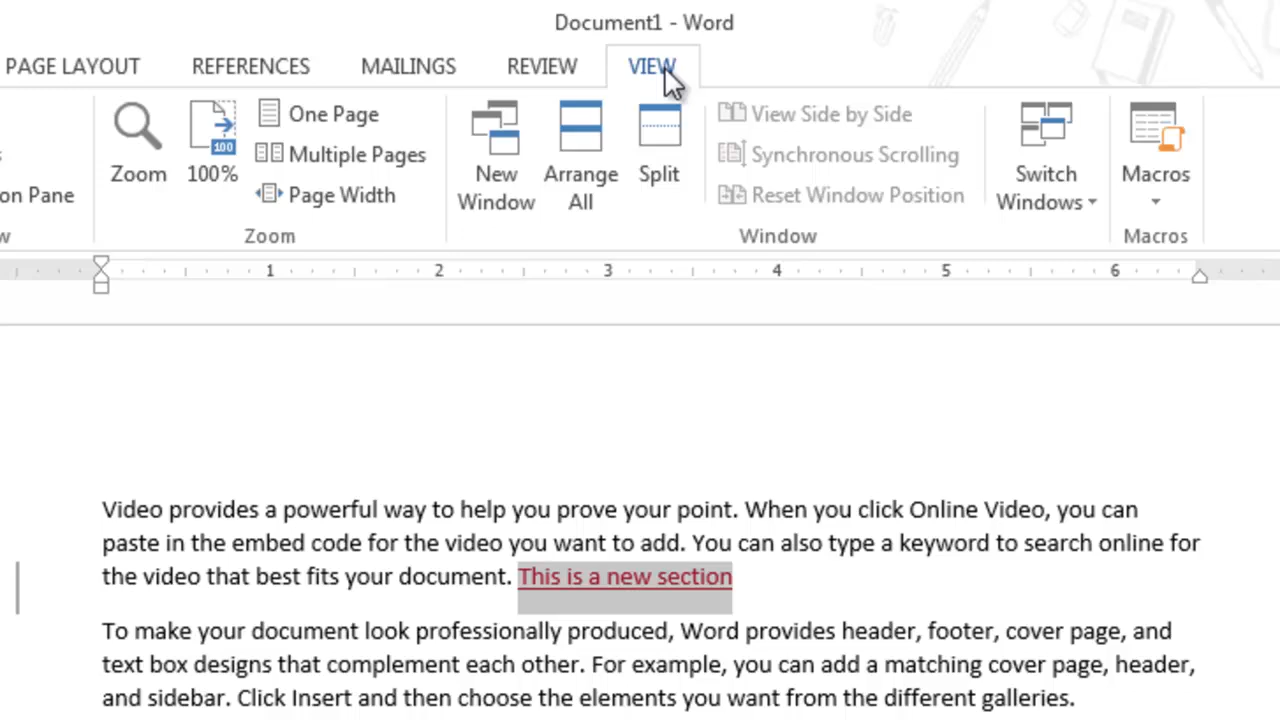 Document1 - Word
PAGE LAYOUT REFERENCES MAILINGS REVIEW VIEW
One Page
Multiple Pages
Page Width
Zoom
100%
100
on Pane
Zoom
New Window
Arrange All
Split
View Side by Side
Synchronous Scrolling
Reset Window Position
Switch Windows
Window
Macros
Macros
1 2 3 4 5 6
Video provides a powerful way to help you prove your point. When you click Online Video, you can
paste in the embed code for the video you want to add. You can also type a keyword to search online for
the video that best fits your document. This is a new section
To make your document look professionally produced, Word provides header, footer, cover page, and
text box designs that complement each other. For example, you can add a matching cover page, header,
and sidebar. Click Insert and then choose the elements you want from the different galleries.